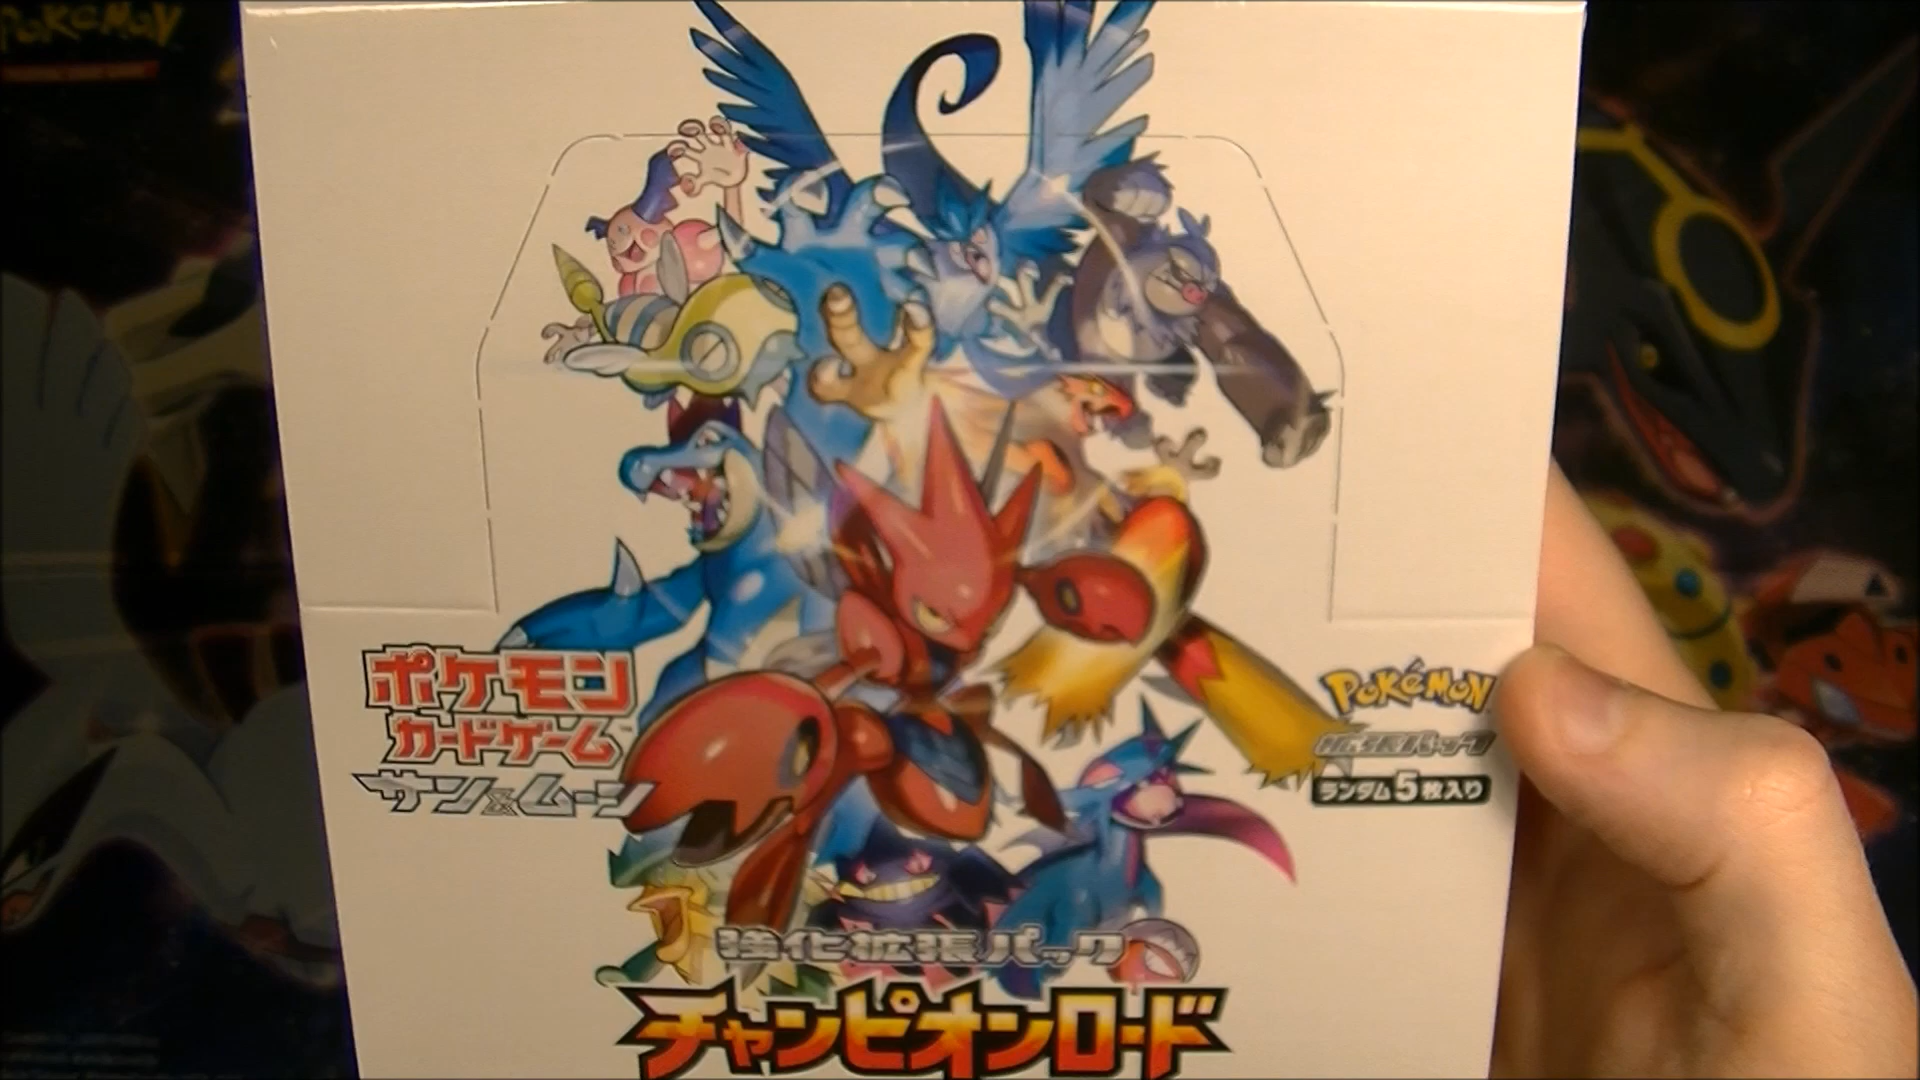 Pokémon
ポケモン
カードゲーム
サン&ムーン
Pokémon
拡張パック
ランダム5枚入り
強化拡張パック
チャンピオンロード